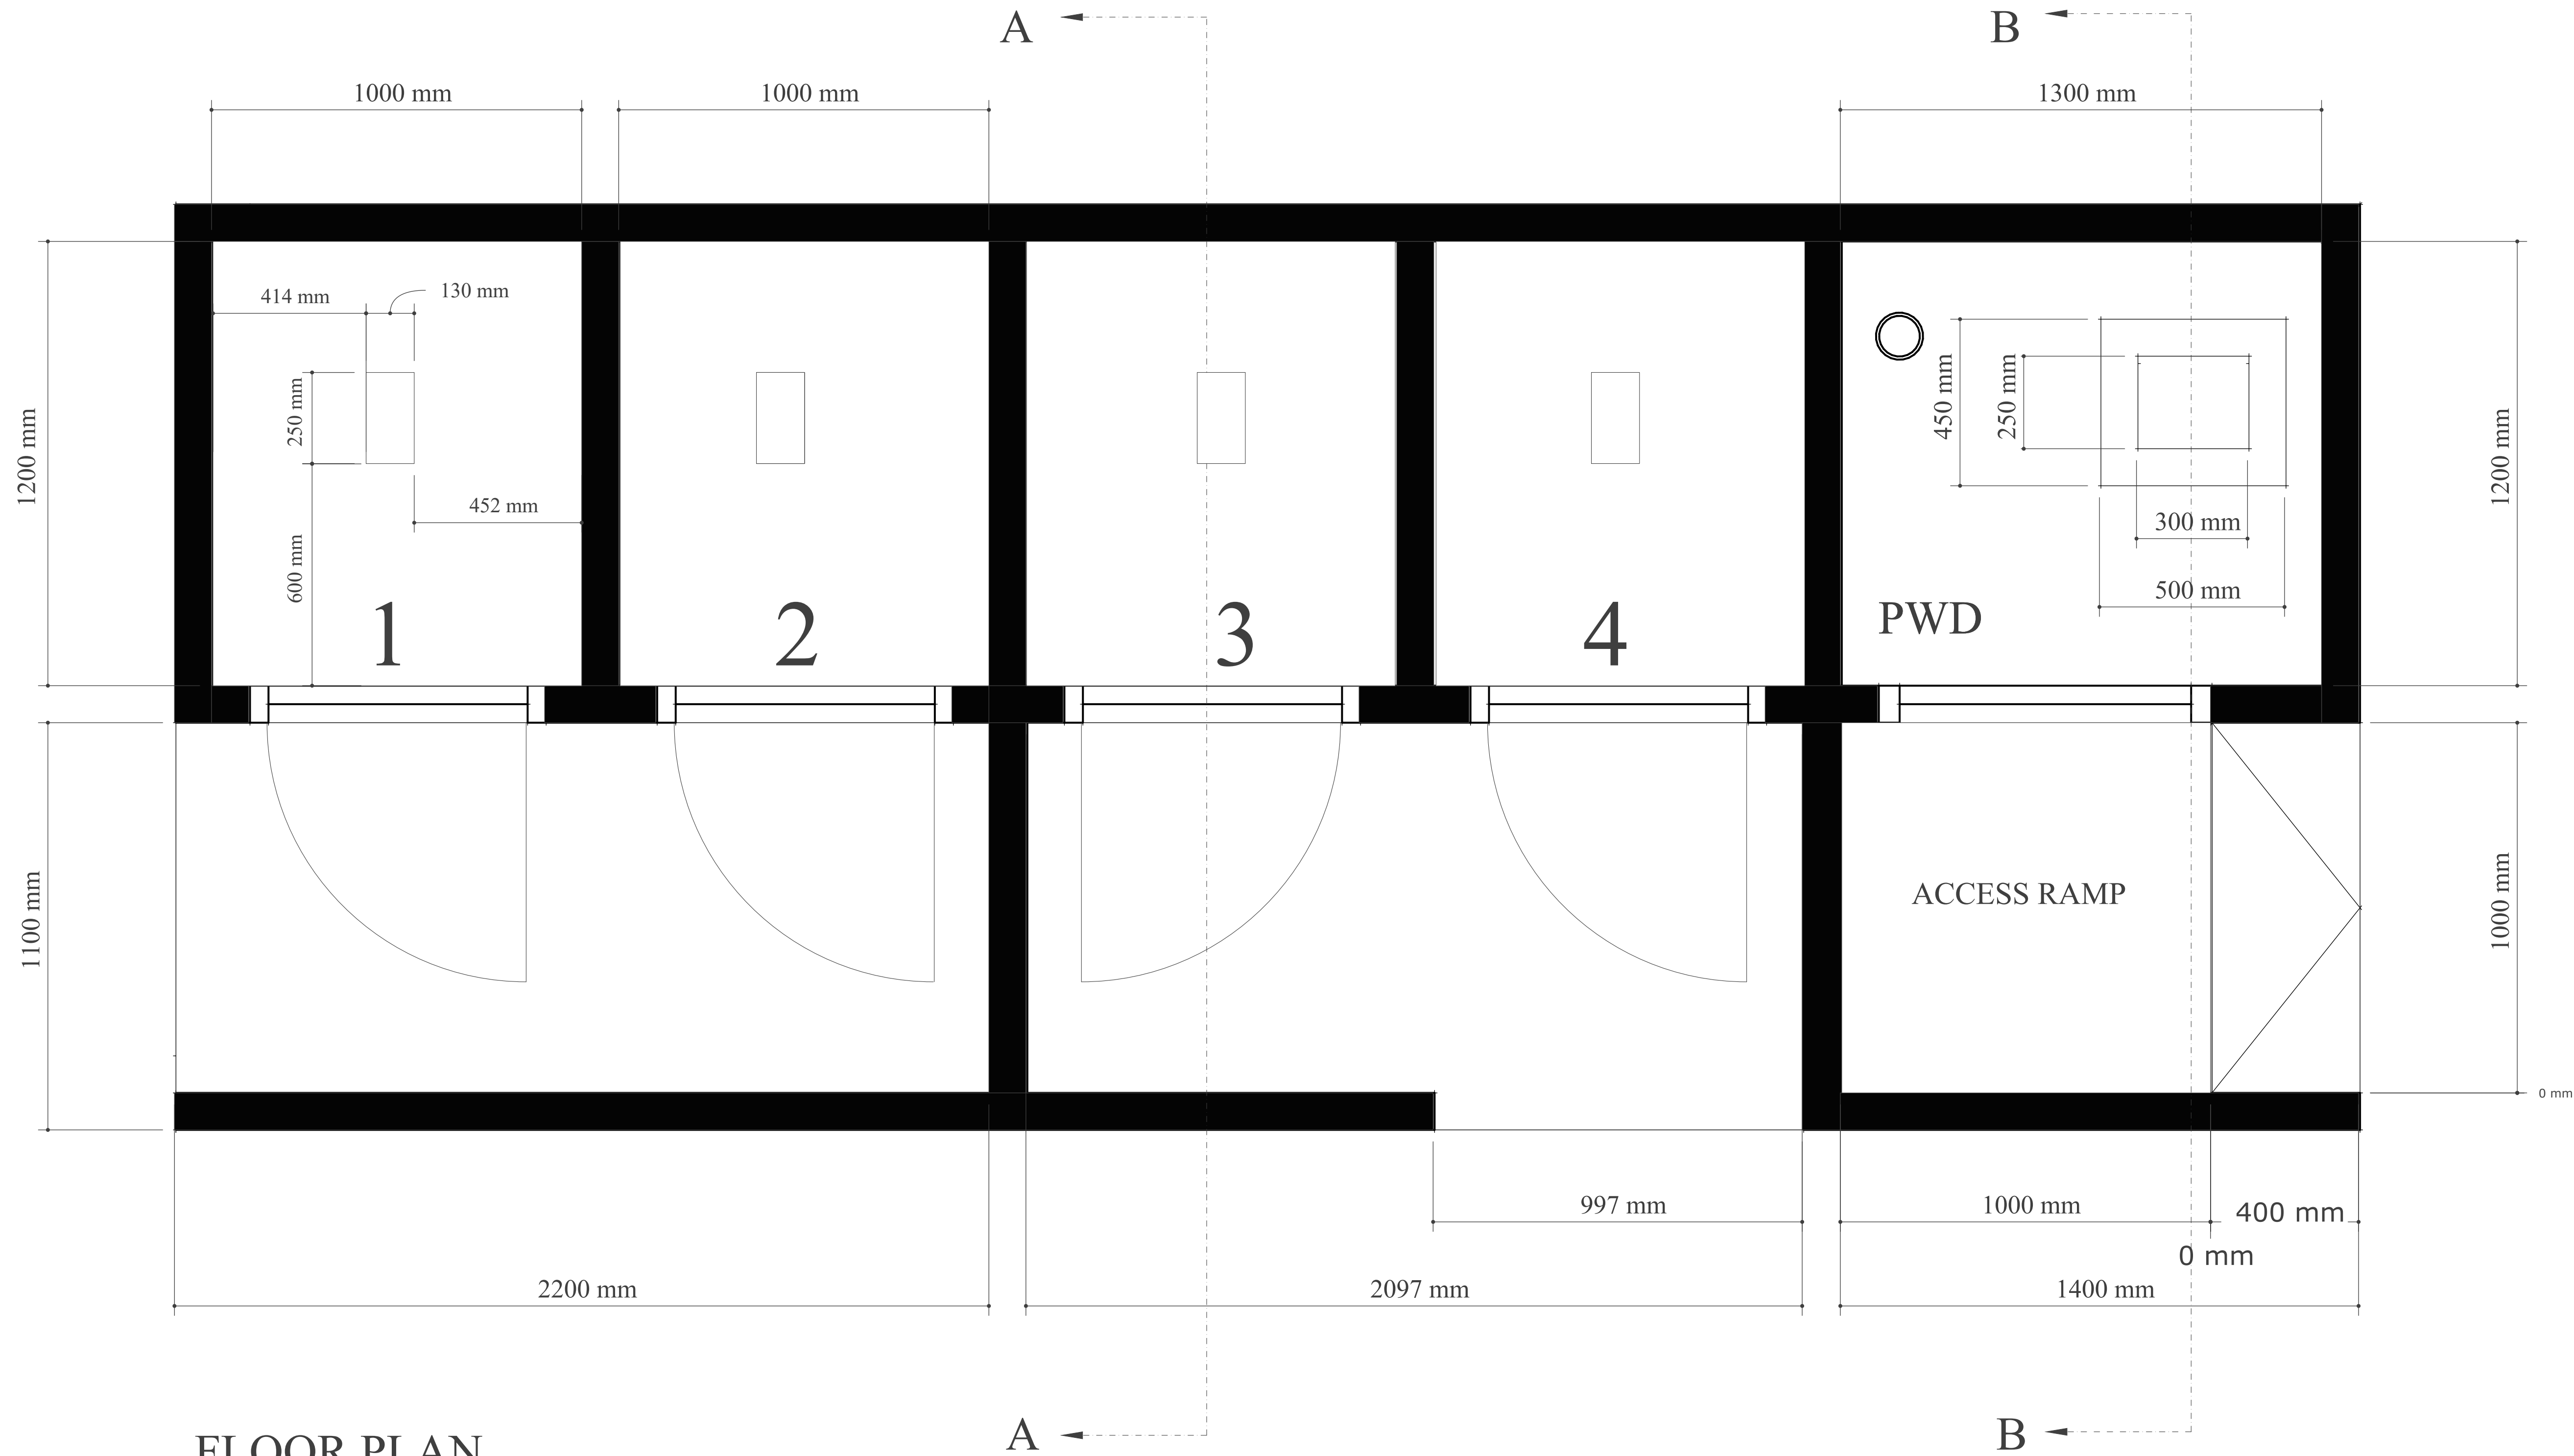 A
B
1000 mm
1000 mm
1300 mm
414 mm
130 mm
250 mm
1200 mm
450 mm
250 mm
1200 mm
452 mm
300 mm
600 mm
500 mm
1
2
3
4
PWD
1100 mm
ACCESS RAMP
1000 mm
0 mm
997 mm
1000 mm
400 mm
0 mm
2200 mm
2097 mm
1400 mm
A
B
FLOOR PLAN